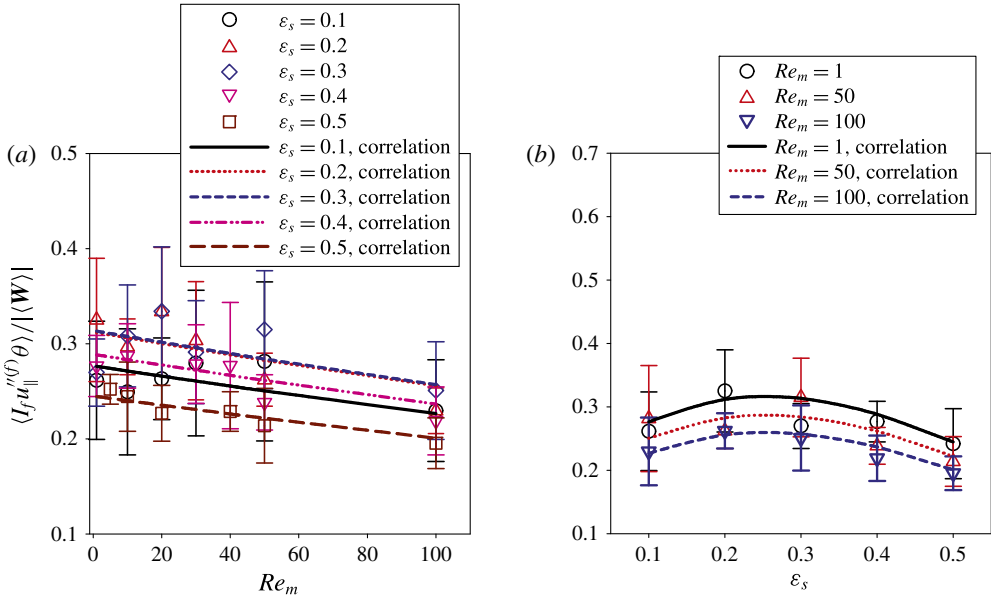 (a)
ε_s = 0.1
ε_s = 0.2
ε_s = 0.3
ε_s = 0.4
ε_s = 0.5
ε_s = 0.1, correlation
ε_s = 0.2, correlation
ε_s = 0.3, correlation
ε_s = 0.4, correlation
ε_s = 0.5, correlation
0.5
0.4
0.3
0.2
0.1
⟨I_f u''^{(f)}_∥ θ⟩/|⟨W⟩|
0 20 40 60 80 100
Re_m
(b)
Re_m = 1
Re_m = 50
Re_m = 100
Re_m = 1, correlation
Re_m = 50, correlation
Re_m = 100, correlation
0.7
0.6
0.5
0.4
0.3
0.2
0.1
0.1 0.2 0.3 0.4 0.5
ε_s